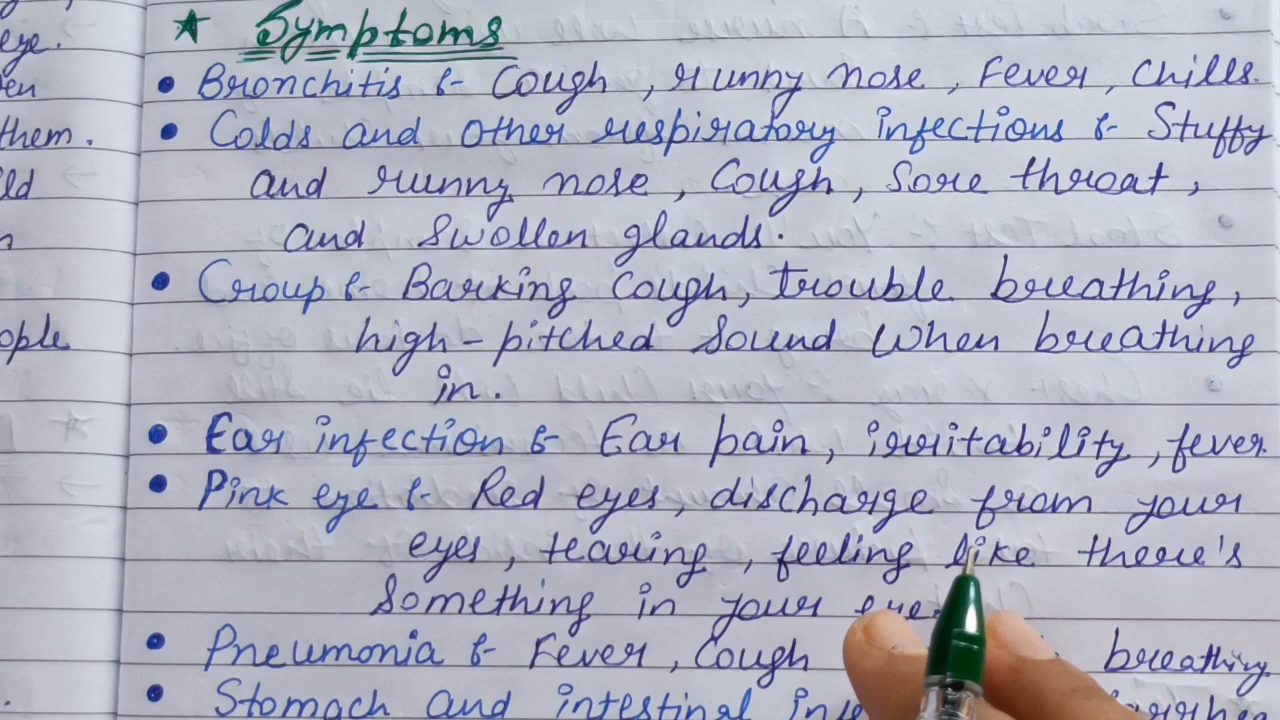 ★ Symptoms
eye.
• Bronchitis :- Cough, runny nose, Fever, Chills.
them.
• Colds and other respiratory infections :- Stuffy
and runny nose, Cough, Sore throat,
and Swollen glands.
• Croup :- Barking Cough, trouble breathing,
high-pitched Sound When breathing
in.
• Ear infection :- Ear pain, irritability, fever
• Pink eye :- Red eyes, discharge from your
eyes, tearing, feeling like there's
Something in your eye.
• Pneumonia :- Fever, Cough breathing
• Stomach and intestinal